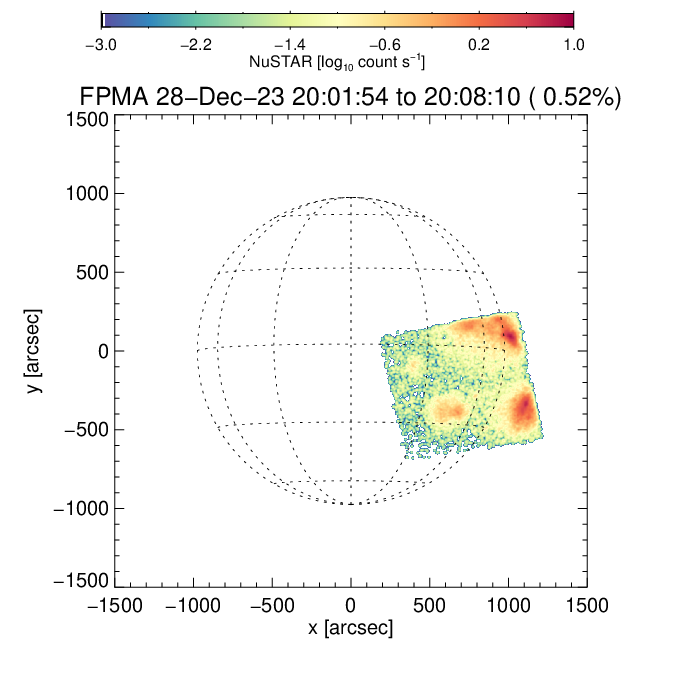 −3.0 −2.2 −1.4 −0.6 0.2 1.0
NuSTAR [log₁₀ count s⁻¹]
FPMA 28−Dec−23 20:01:54 to 20:08:10 ( 0.52%)
1500
1000
500
0
−500
−1000
−1500
y [arcsec]
−1500 −1000 −500 0 500 1000 1500
x [arcsec]